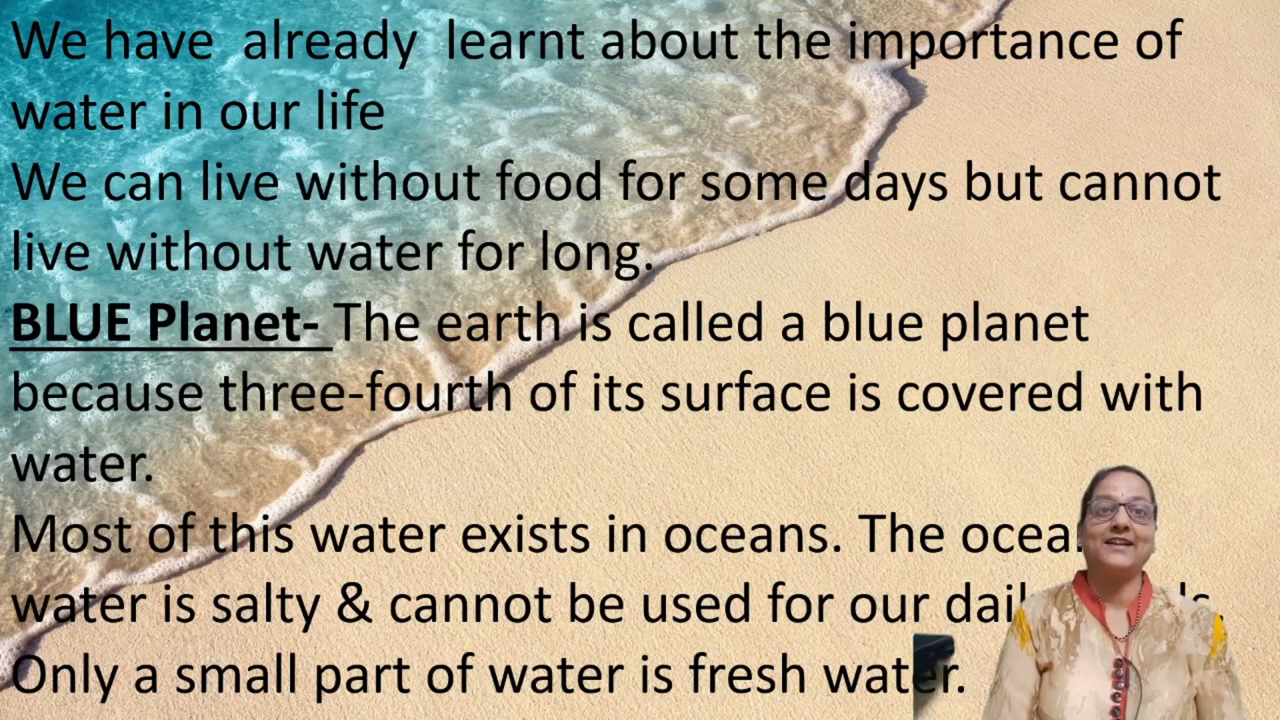 We have already learnt about the importance of
water in our life
We can live without food for some days but cannot
live without water for long.
BLUE Planet- The earth is called a blue planet
because three-fourth of its surface is covered with
water.
Most of this water exists in oceans. The
water is salty & cannot be used for our
Only a small part of water is fresh water.